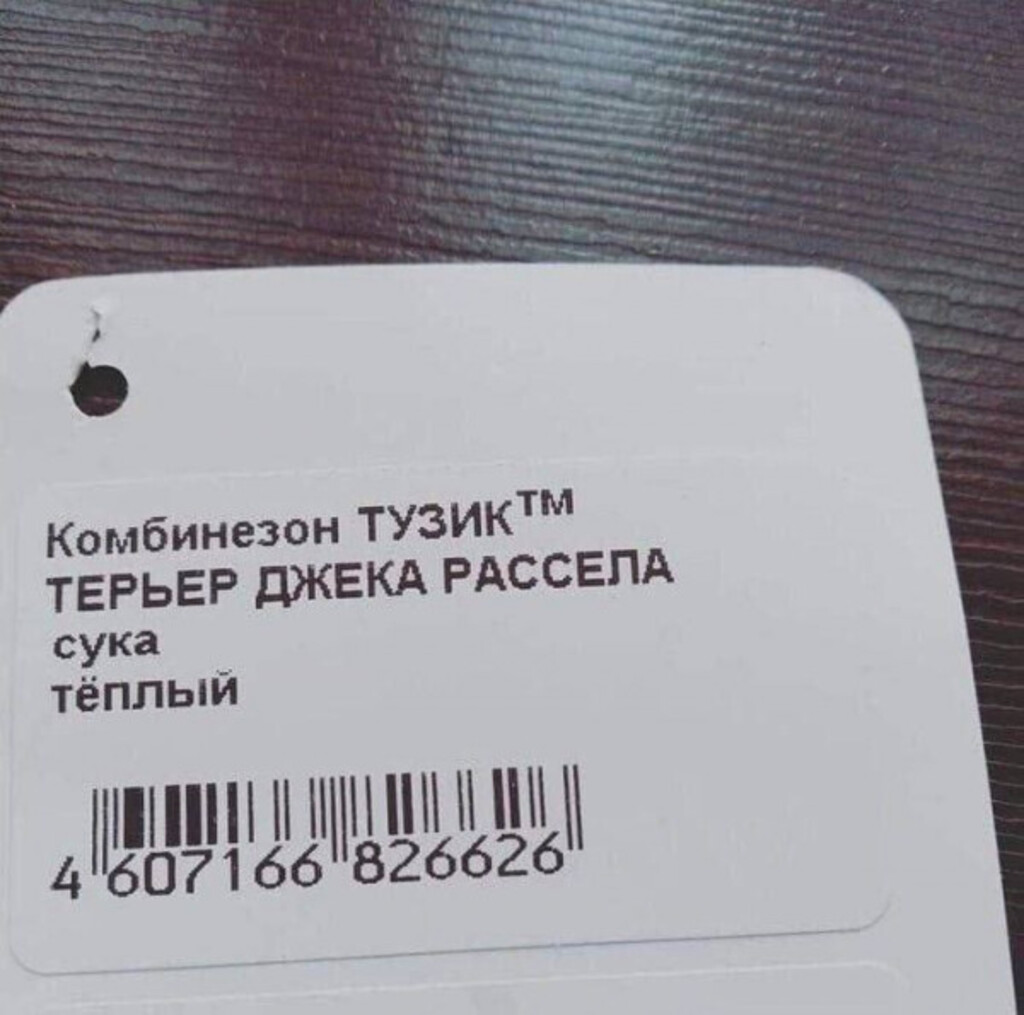 Комбинезон ТУЗИК™
ТЕРЬЕР ДЖЕКА РАССЕЛА
сука
тёплый
4 607166 826626